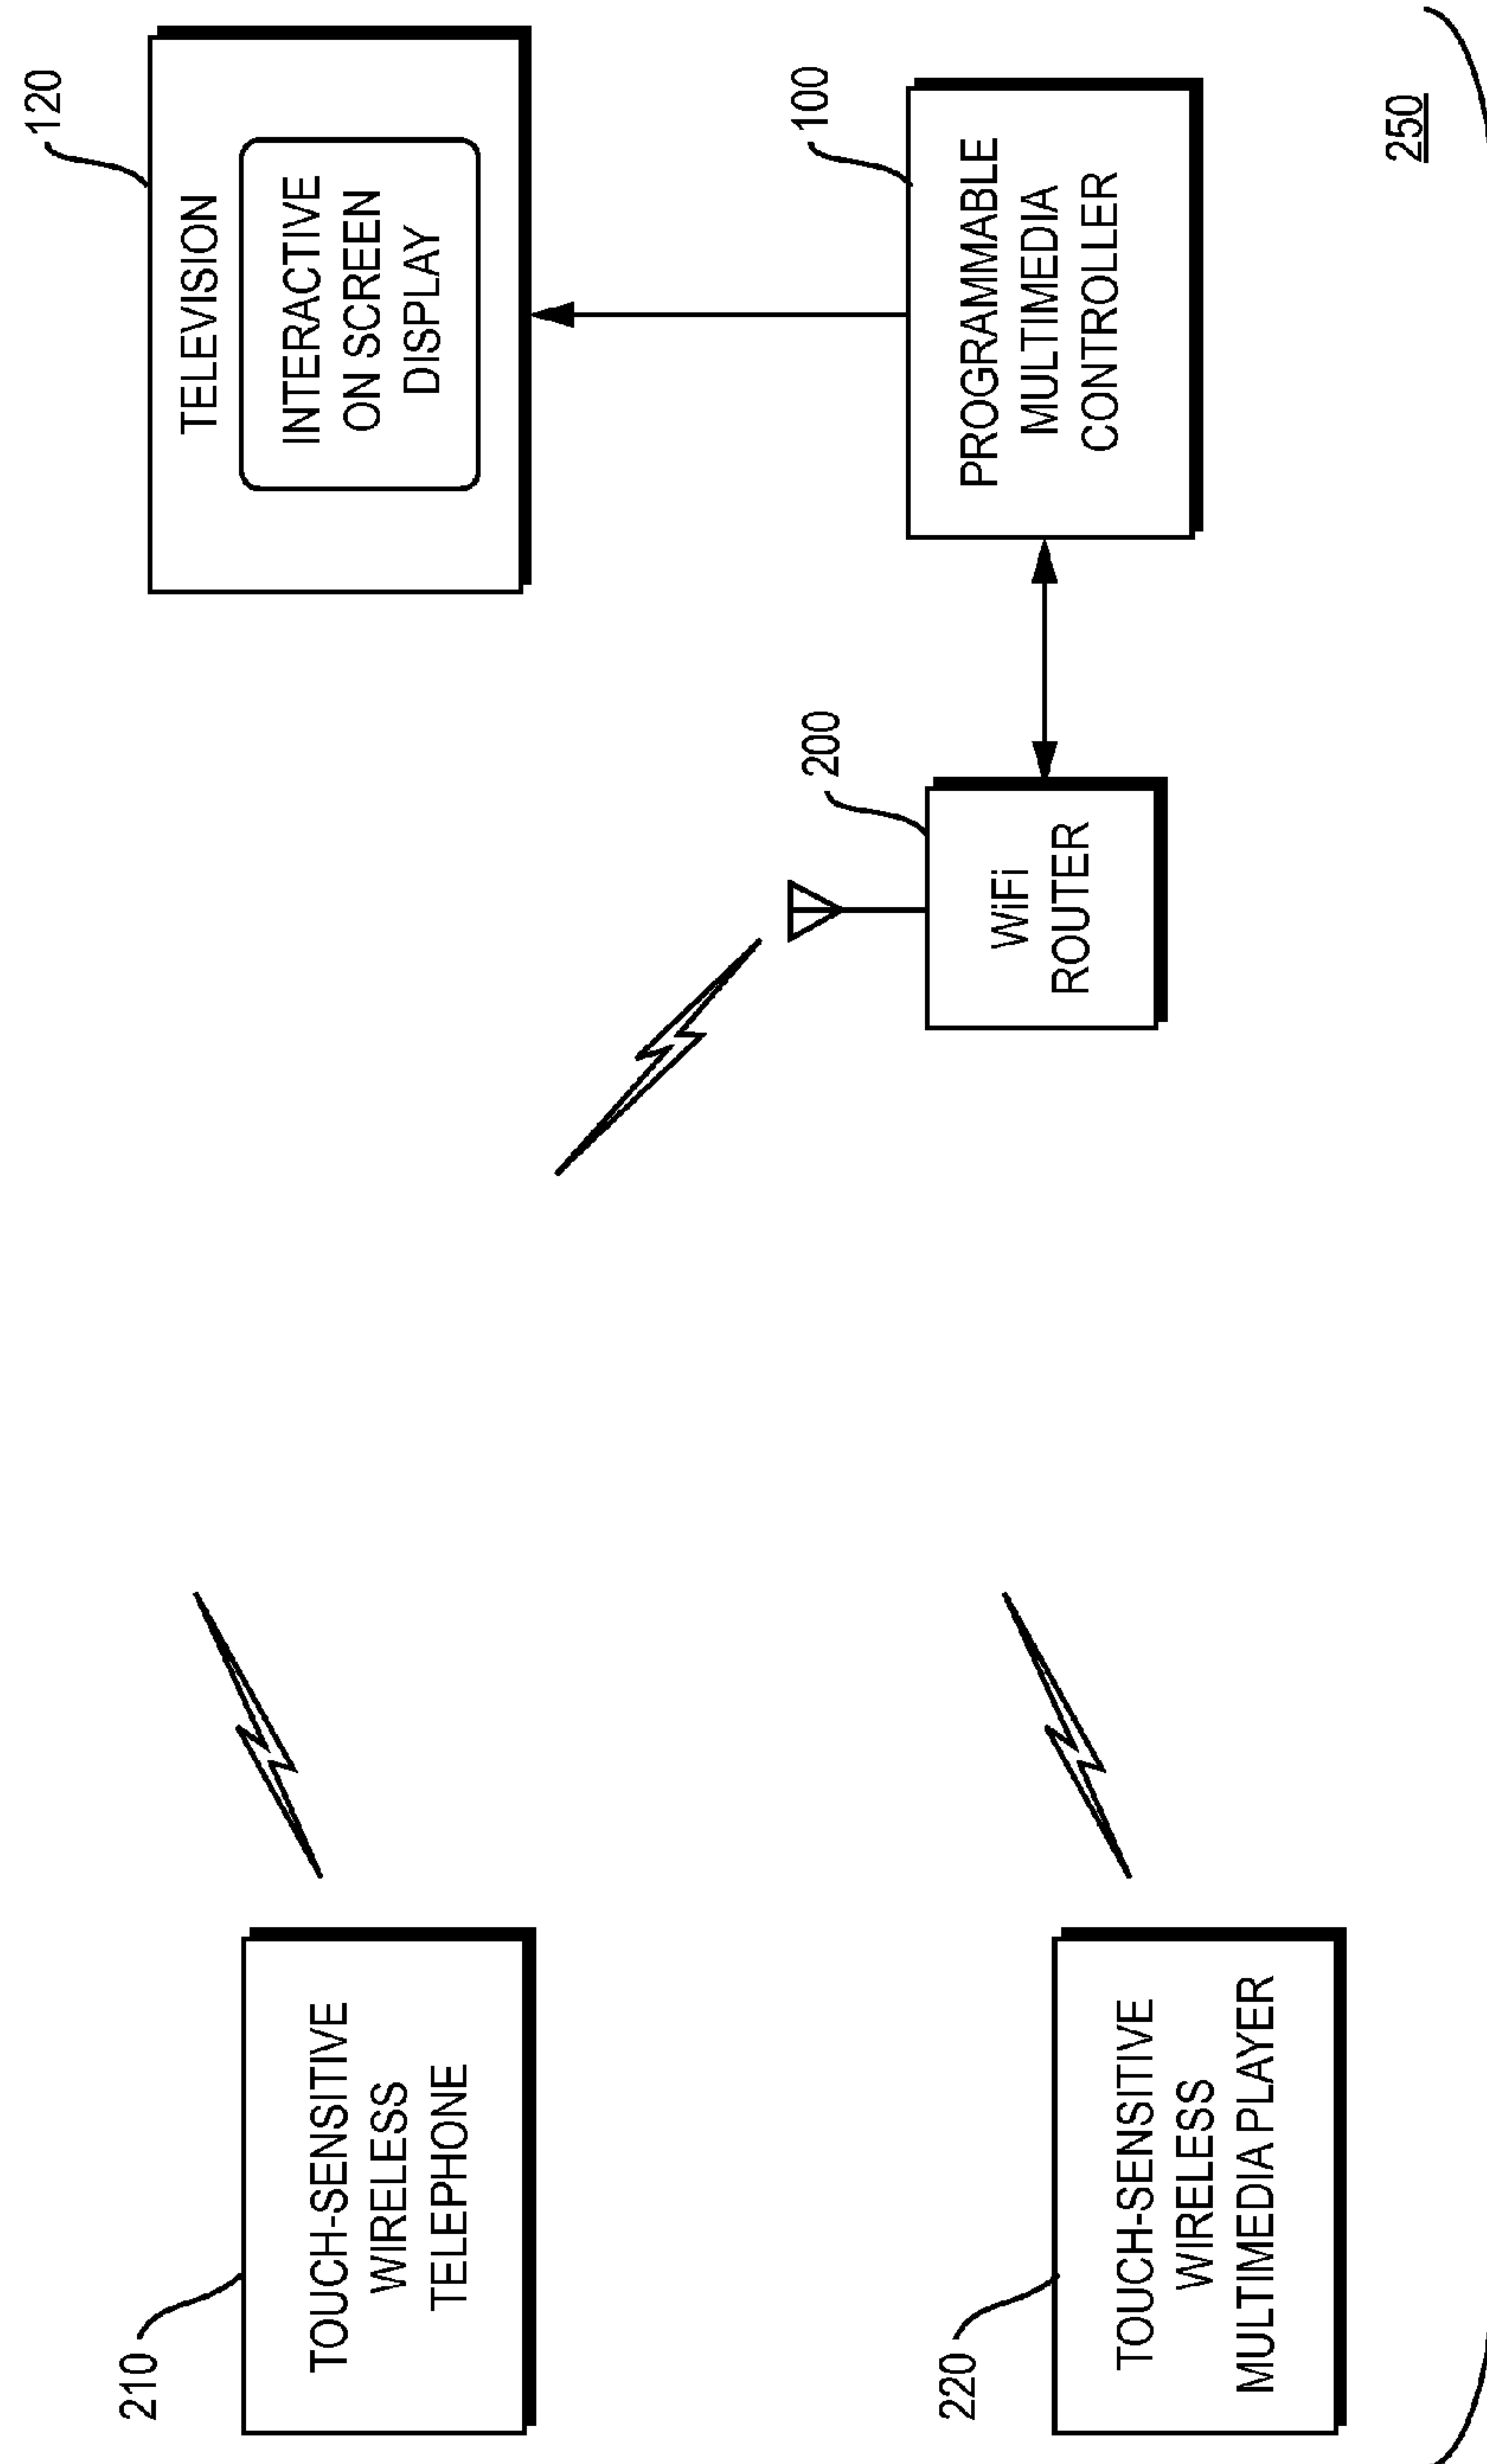 120
TELEVISION
INTERACTIVE
ON SCREEN
DISPLAY
210
TOUCH-SENSITIVE
WIRELESS
TELEPHONE
200
WiFi
ROUTER
100
PROGRAMMABLE
MULTIMEDIA
CONTROLLER
220
TOUCH-SENSITIVE
WIRELESS
MULTIMEDIA PLAYER
250